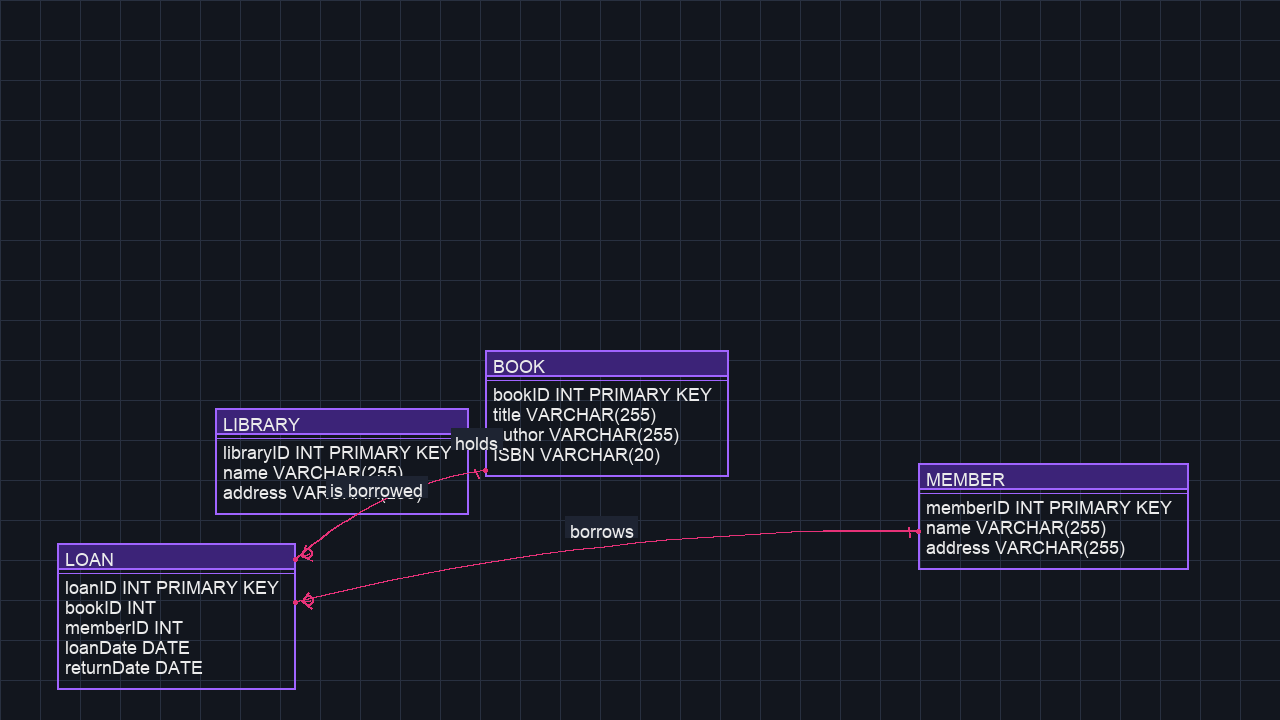 BOOK
bookID INT PRIMARY KEY
title VARCHAR(255)
uthor VARCHAR(255)
ISBN VARCHAR(20)
LIBRARY
libraryID INT PRIMARY KEY
name VARCHAR(255)
address VAR
holds
is borrowed
MEMBER
memberID INT PRIMARY KEY
name VARCHAR(255)
address VARCHAR(255)
borrows
LOAN
loanID INT PRIMARY KEY
bookID INT
memberID INT
loanDate DATE
returnDate DATE